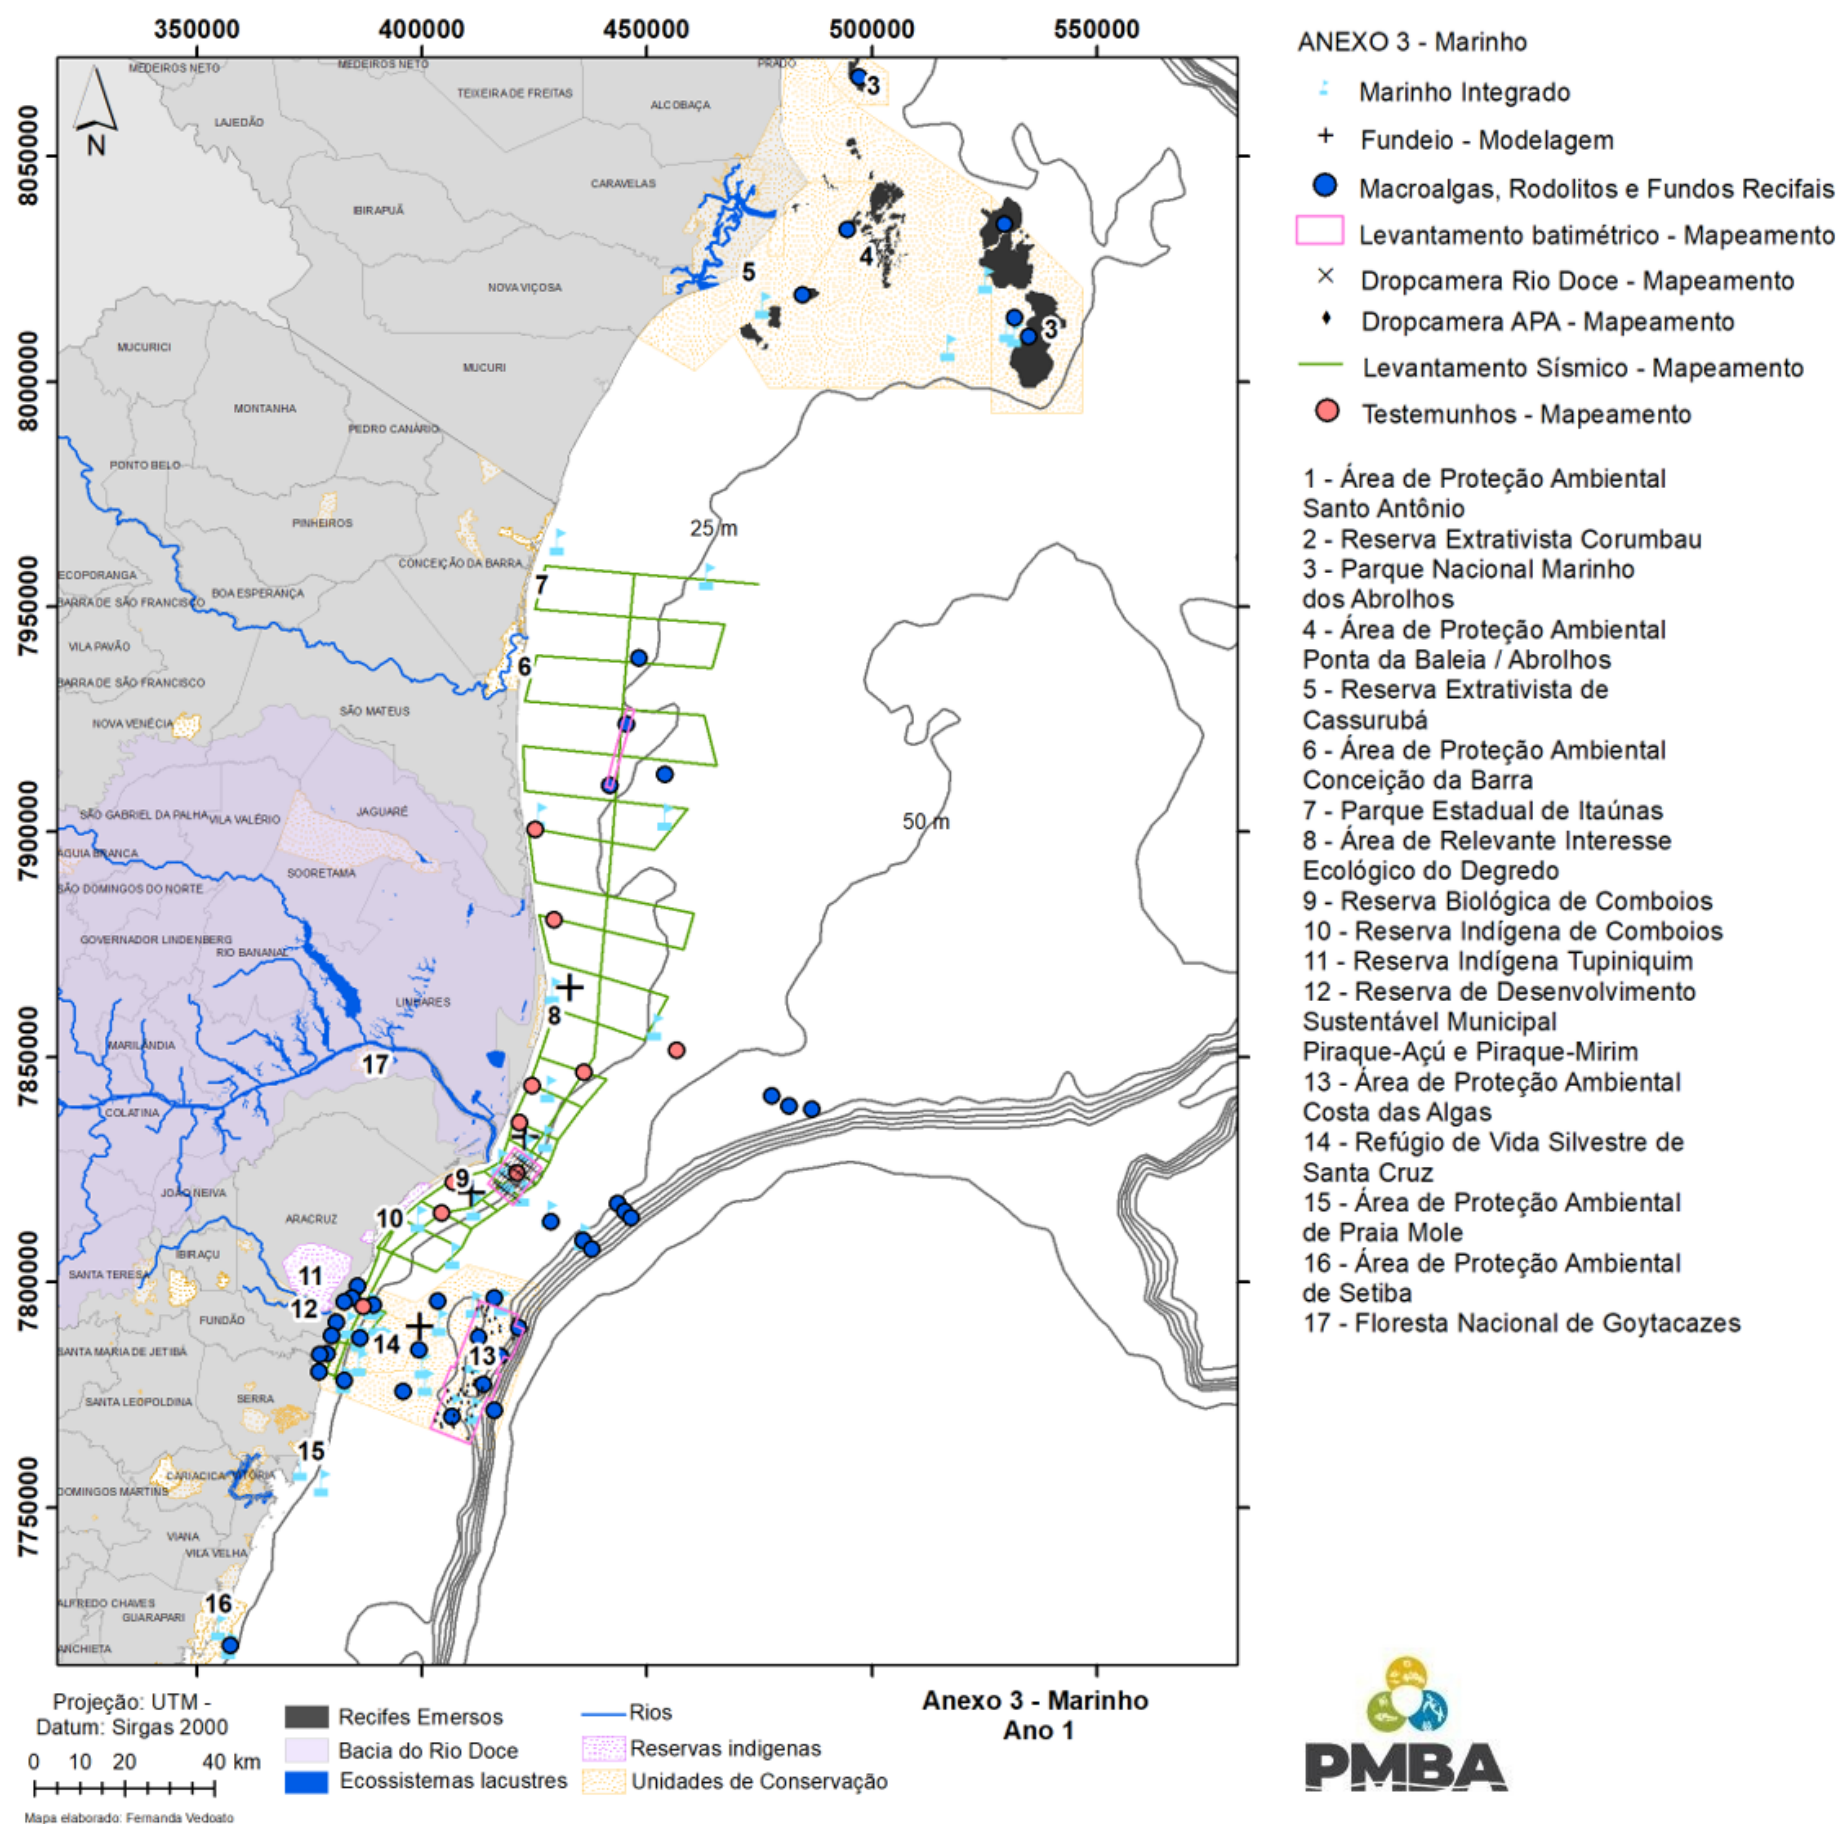 350000 400000 450000 500000 550000
8050000
8000000
7950000
7900000
7850000
7800000
7750000
N
MEDEIROS NETO
MEDEIROS NETO
PRADO
TEIXEIRA DE FREITAS
ALCOBAÇA
LAJEDÃO
CARAVELAS
IBIRAPUÃ
NOVA VIÇOSA
MUCURICI
MUCURI
MONTANHA
PEDRO CANÁRIO
PONTO BELO
PINHEIROS
CONCEIÇÃO DA BARRA
ECOPORANGA
BOA ESPERANÇA
BARRA DE SÃO FRANCISCO
VILA PAVÃO
BARRA DE SÃO FRANCISCO
NOVA VENÉCIA
SÃO MATEUS
SÃO GABRIEL DA PALHA
VILA VALÉRIO
JAGUARÉ
ÁGUIA BRANCA
SOORETAMA
SÃO DOMINGOS DO NORTE
GOVERNADOR LINDENBERG
RIO BANANAL
LINHARES
MARILÂNDIA
COLATINA
JOÃO NEIVA
ARACRUZ
IBIRAÇU
SANTA TERESA
FUNDÃO
SANTA MARIA DE JETIBÁ
SANTA LEOPOLDINA
SERRA
CARIACICA
VITÓRIA
DOMINGOS MARTINS
VIANA
VILA VELHA
ALFREDO CHAVES
GUARAPARI
ANCHIETA
3
4
5
3
25 m
7
6
50 m
8
17
9
10
11
12
14
13
15
16
ANEXO 3 - Marinho
Marinho Integrado
Fundeio - Modelagem
Macroalgas, Rodolitos e Fundos Recifais
Levantamento batimétrico - Mapeamento
Dropcamera Rio Doce - Mapeamento
Dropcamera APA - Mapeamento
Levantamento Sísmico - Mapeamento
Testemunhos - Mapeamento
1 - Área de Proteção Ambiental
Santo Antônio
2 - Reserva Extrativista Corumbau
3 - Parque Nacional Marinho
dos Abrolhos
4 - Área de Proteção Ambiental
Ponta da Baleia / Abrolhos
5 - Reserva Extrativista de
Cassurubá
6 - Área de Proteção Ambiental
Conceição da Barra
7 - Parque Estadual de Itaúnas
8 - Área de Relevante Interesse
Ecológico do Degredo
9 - Reserva Biológica de Comboios
10 - Reserva Indígena de Comboios
11 - Reserva Indígena Tupiniquim
12 - Reserva de Desenvolvimento
Sustentável Municipal
Piraque-Açú e Piraque-Mirim
13 - Área de Proteção Ambiental
Costa das Algas
14 - Refúgio de Vida Silvestre de
Santa Cruz
15 - Área de Proteção Ambiental
de Praia Mole
16 - Área de Proteção Ambiental
de Setiba
17 - Floresta Nacional de Goytacazes
Projeção: UTM -
Datum: Sirgas 2000
0 10 20 40 km
Mapa elaborado: Fernanda Vedoato
Recifes Emersos
Bacia do Rio Doce
Ecossistemas lacustres
Rios
Reservas indigenas
Unidades de Conservação
Anexo 3 - Marinho
Ano 1
PMBA